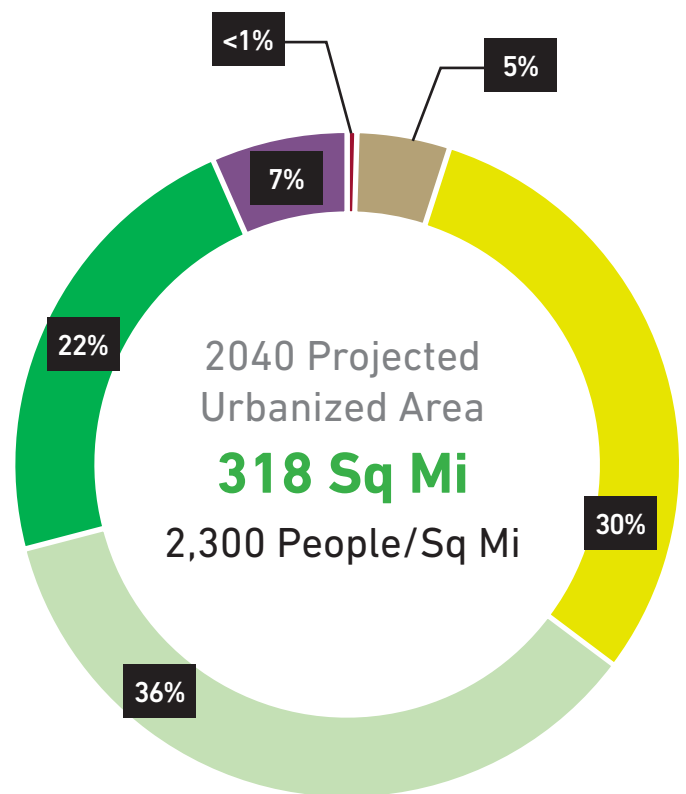 <1%
5%
7%
22%
2040 Projected
Urbanized Area
318 Sq Mi
2,300 People/Sq Mi
30%
36%